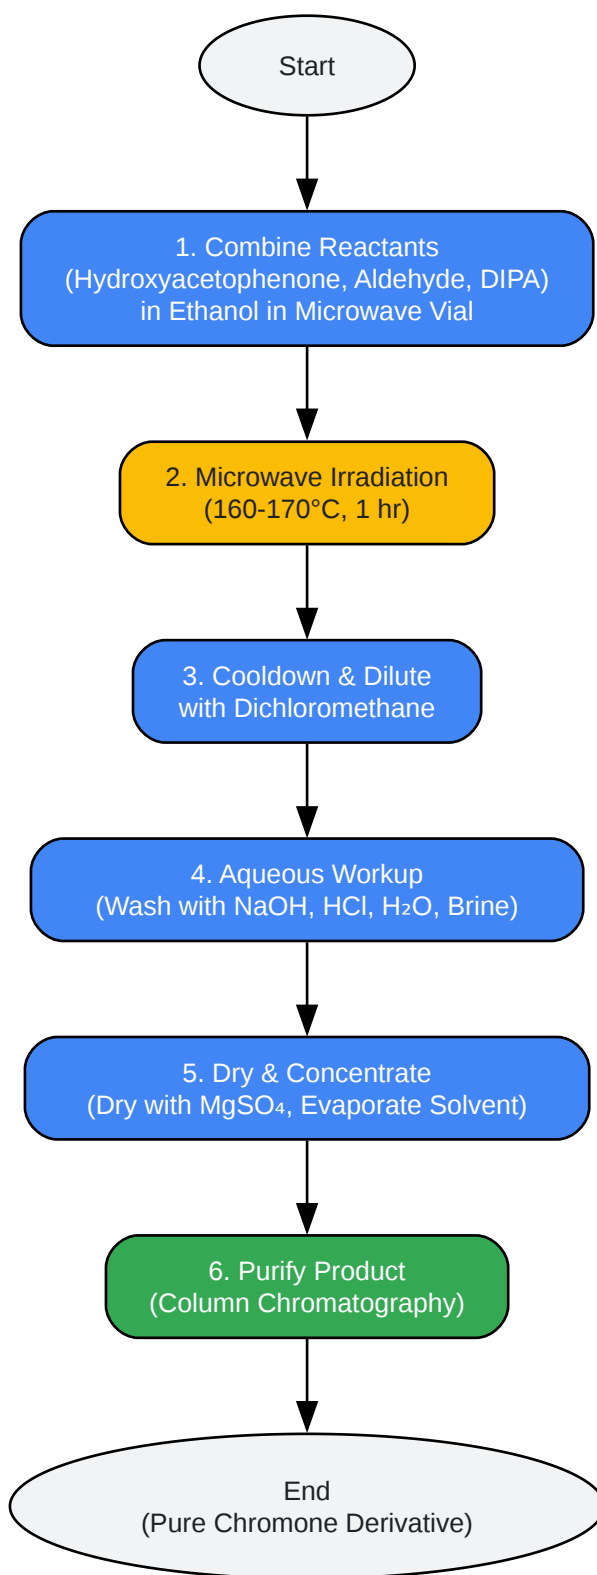 Start
1. Combine Reactants
(Hydroxyacetophenone, Aldehyde, DIPA)
in Ethanol in Microwave Vial
2. Microwave Irradiation
(160-170°C, 1 hr)
3. Cooldown & Dilute
with Dichloromethane
4. Aqueous Workup
(Wash with NaOH, HCl, H₂O, Brine)
5. Dry & Concentrate
(Dry with MgSO₄, Evaporate Solvent)
6. Purify Product
(Column Chromatography)
End
(Pure Chromone Derivative)